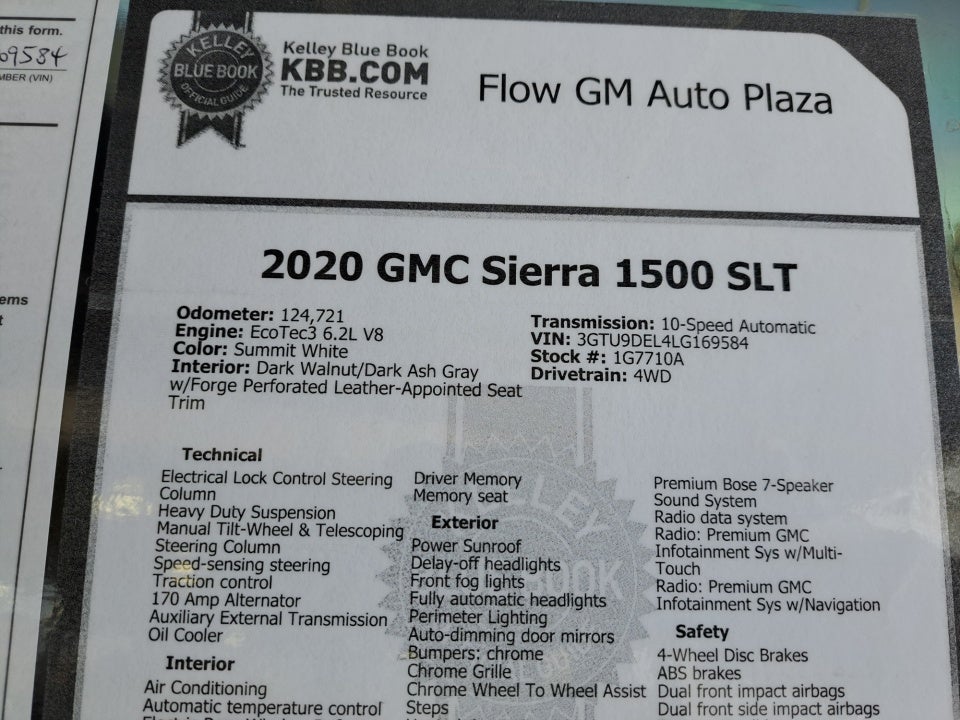 this form.
69584
MBER (VIN)
ems
KELLEY
BLUE BOOK
OFFICIAL GUIDE
Kelley Blue Book
KBB.COM
The Trusted Resource
Flow GM Auto Plaza
2020 GMC Sierra 1500 SLT
Odometer: 124,721
Engine: EcoTec3 6.2L V8
Color: Summit White
Interior: Dark Walnut/Dark Ash Gray
w/Forge Perforated Leather-Appointed Seat
Trim
Transmission: 10-Speed Automatic
VIN: 3GTU9DEL4LG169584
Stock #: 1G7710A
Drivetrain: 4WD
Technical
Electrical Lock Control Steering
Column
Heavy Duty Suspension
Manual Tilt-Wheel & Telescoping
Steering Column
Speed-sensing steering
Traction control
170 Amp Alternator
Auxiliary External Transmission
Oil Cooler
Interior
Air Conditioning
Automatic temperature control
Driver Memory
Memory seat
Exterior
Power Sunroof
Delay-off headlights
Front fog lights
Fully automatic headlights
Perimeter Lighting
Auto-dimming door mirrors
Bumpers: chrome
Chrome Grille
Chrome Wheel To Wheel Assist
Steps
Premium Bose 7-Speaker
Sound System
Radio data system
Radio: Premium GMC
Infotainment Sys w/Multi-
Touch
Radio: Premium GMC
Infotainment Sys w/Navigation
Safety
4-Wheel Disc Brakes
ABS brakes
Dual front impact airbags
Dual front side impact airbags